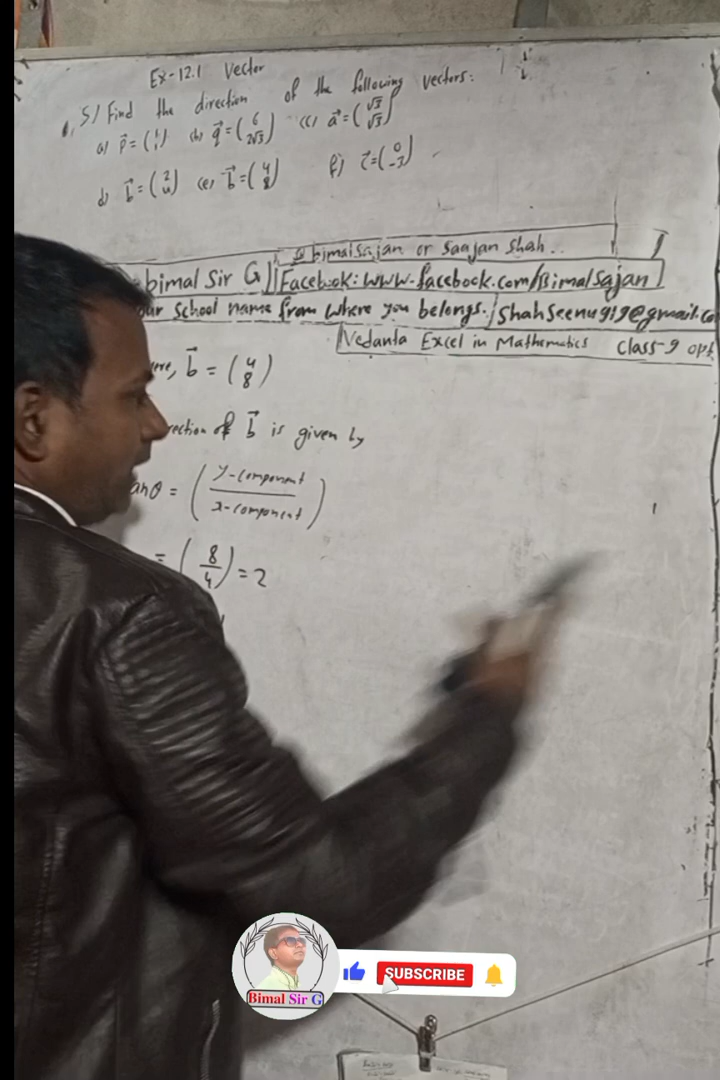 Ex-12.1 Vector
5/ Find the direction of the following vectors:
a) p⃗ = (1 1) (b) q⃗ = (6 2√3) (c) a⃗ = (√3 √3)
d) b⃗ = (2 4) (e) b⃗ = (4 8) f) c⃗ = (0 -7)
@ bimalsajan or saajan shah..
bimal Sir G Facebook: www.facebook.com/Bimalsajan
our School name from where you belongs. shahseenu919@gmail.co
Vedanta Excel in Mathematics Class-9 opt
ere, b⃗ = (4 8)
rection of b⃗ is given by
anθ = (y-component / x-component)
= (8/4) = 2
SUBSCRIBE
Bimal Sir G